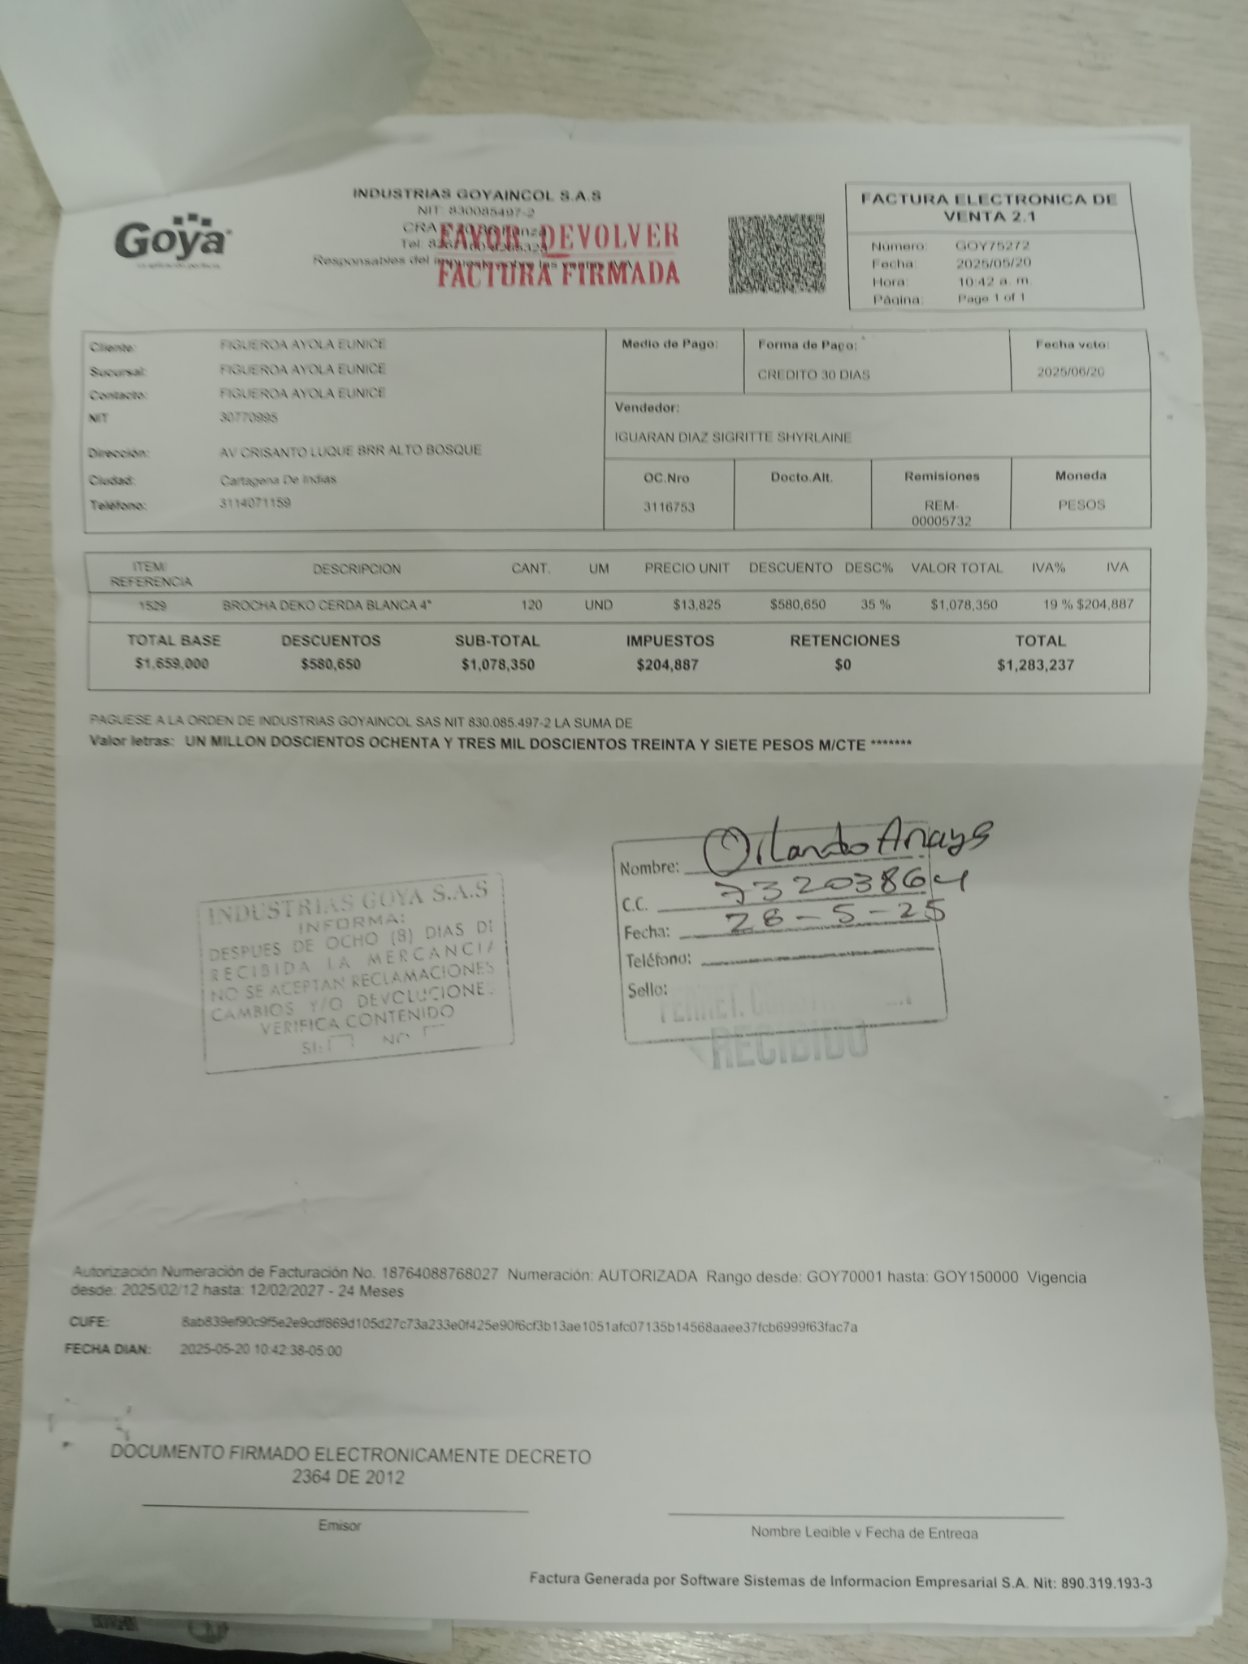 INDUSTRIAS GOYAINCOL S.A.S
NIT: 830085497-2
CRA
Tel:
Responsables del impuesto sobre las ventas IVA
FAVOR DEVOLVER
FACTURA FIRMADA
Goya
FACTURA ELECTRONICA DE
VENTA 2.1
Número: GOY75272
Fecha: 2025/05/20
Hora: 10:42 a. m.
Página: Page 1 of 1
Cliente: FIGUEROA AYOLA EUNICE
Sucursal: FIGUEROA AYOLA EUNICE
Contacto: FIGUEROA AYOLA EUNICE
NIT 30770995
Dirección: AV CRISANTO LUQUE BRR ALTO BOSQUE
Ciudad: Cartagena De Indias
Teléfono: 3114071159
Medio de Pago: Forma de Pago: Fecha vcto:
CREDITO 30 DIAS 2025/06/20
Vendedor:
IGUARAN DIAZ SIGRITTE SHYRLAINE
OC.Nro Docto.Alt. Remisiones Moneda
3116753 REM-00005732 PESOS
ITEM/REFERENCIA DESCRIPCION CANT. UM PRECIO UNIT DESCUENTO DESC% VALOR TOTAL IVA% IVA
1529 BROCHA DEKO CERDA BLANCA 4" 120 UND $13,825 $580,650 35 % $1,078,350 19 % $204,887
TOTAL BASE DESCUENTOS SUB-TOTAL IMPUESTOS RETENCIONES TOTAL
$1,659,000 $580,650 $1,078,350 $204,887 $0 $1,283,237
PAGUESE A LA ORDEN DE INDUSTRIAS GOYAINCOL SAS NIT 830.085.497-2 LA SUMA DE
Valor letras: UN MILLON DOSCIENTOS OCHENTA Y TRES MIL DOSCIENTOS TREINTA Y SIETE PESOS M/CTE *******
INDUSTRIAS GOYA S.A.S
INFORMA:
DESPUES DE OCHO (8) DIAS DE
RECIBIDA LA MERCANCIA
NO SE ACEPTAN RECLAMACIONES
CAMBIOS Y/O DEVOLUCIONES
VERIFICA CONTENIDO
SI: NO
Nombre: Orlando Anaya
C.C. 73203864
Fecha: 28-5-25
Teléfono:
Sello:
RECIBIDO
Autorización Numeración de Facturación No. 18764088768027 Numeración: AUTORIZADA Rango desde: GOY70001 hasta: GOY150000 Vigencia
desde: 2025/02/12 hasta: 12/02/2027 - 24 Meses
CUFE: 8ab839ef90c9f5e2e9cdf869d105d27c73a233e0f425e90f6cf3b13ae1051afc07135b14568aaee37fcb6999f63fac7a
FECHA DIAN: 2025-05-20 10:42:38-05:00
DOCUMENTO FIRMADO ELECTRONICAMENTE DECRETO
2364 DE 2012
Emisor
Nombre Legible y Fecha de Entrega
Factura Generada por Software Sistemas de Informacion Empresarial S.A. Nit: 890.319.193-3